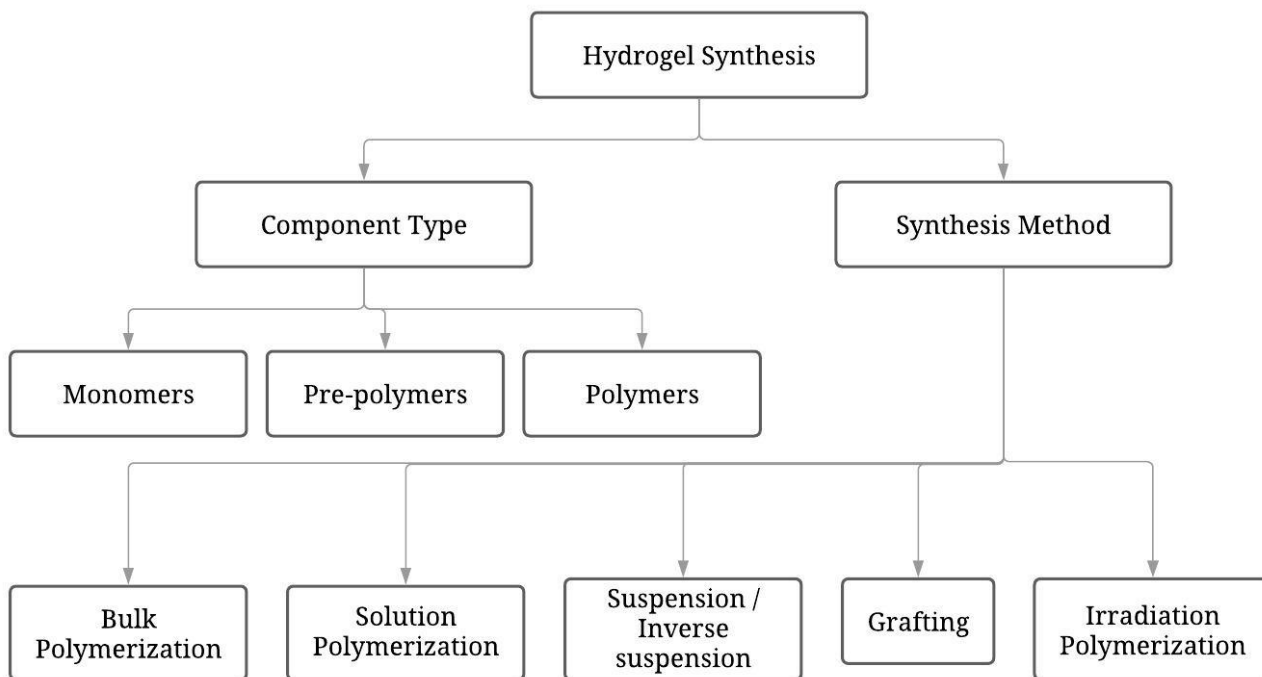 Hydrogel Synthesis
Component Type
Synthesis Method
Monomers
Pre-polymers
Polymers
Bulk
Polymerization
Solution
Polymerization
Suspension /
Inverse
suspension
Grafting
Irradiation
Polymerization